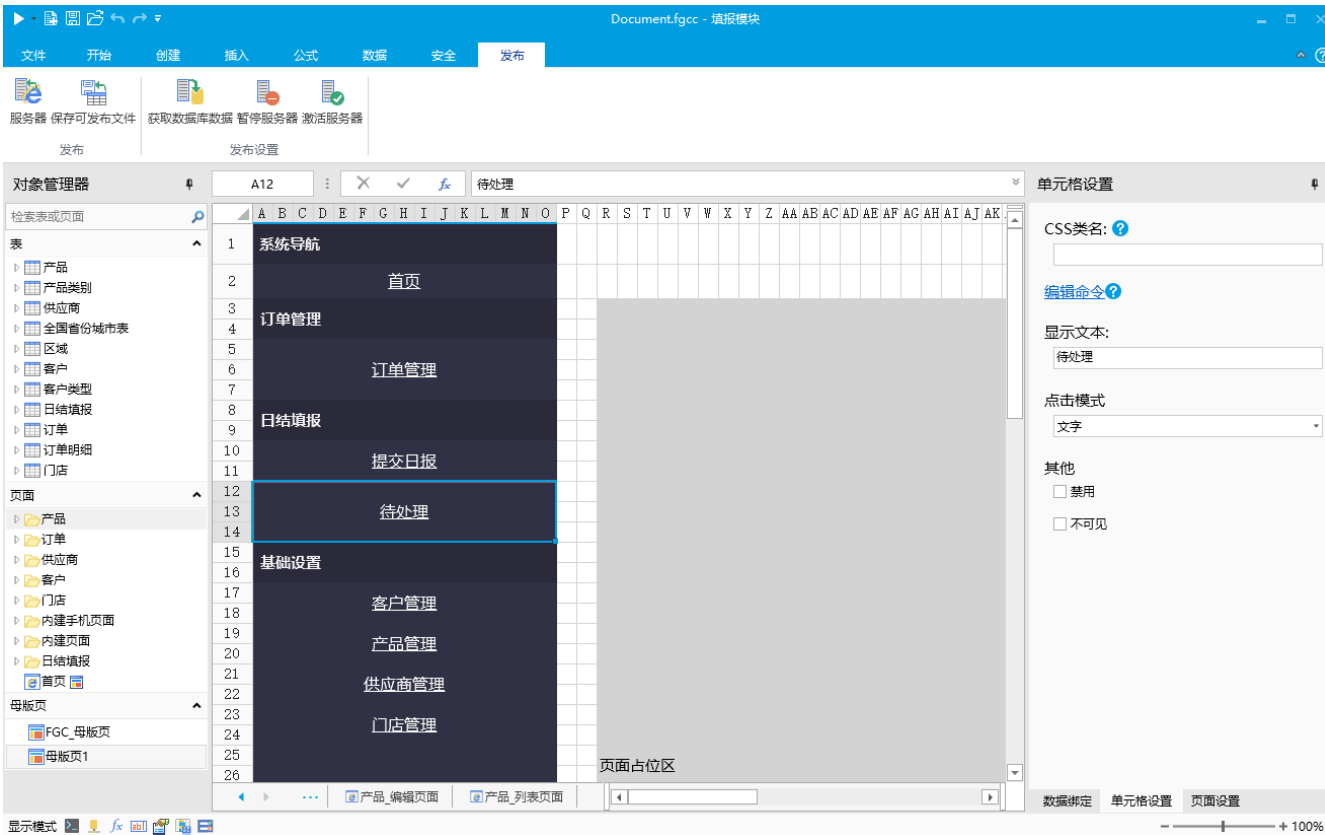 Document.fgcc - 填报模块
文件 开始 创建 插入 公式 数据 安全 发布
服务器 保存可发布文件 获取数据库数据 暂停服务器 激活服务器
发布 发布设置
对象管理器
检索表或页面
表
产品
产品类别
供应商
全国省份城市表
区域
客户
客户类型
日结填报
订单
订单明细
门店
页面
产品
订单
供应商
客户
门店
内建手机页面
内建页面
日结填报
首页
母版页
FGC_母版页
母版页1
A12 fx 待处理
A B C D E F G H I J K L M N O P Q R S T U V W X Y Z AA AB AC AD AE AF AG AH AI AJ AK
1 系统导航
2 首页
3
订单管理
4
5
6 订单管理
7
8
日结填报
9
10
提交日报
11
12
13 待处理
14
15
基础设置
16
17
客户管理
18
19
产品管理
20
21
供应商管理
22
23
门店管理
24
25
页面占位区
26
··· 产品_编辑页面 产品_列表页面
单元格设置
CSS类名:
编辑命令
显示文本:
待处理
点击模式
文字
其他
禁用
不可见
数据绑定 单元格设置 页面设置
显示模式 fx ab| 100%